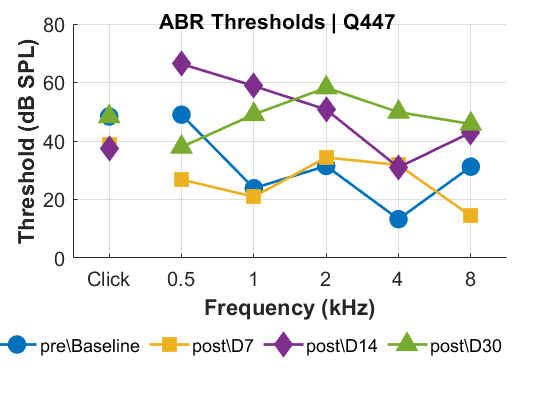 ABR Thresholds | Q447
Threshold (dB SPL)
80
60
40
20
0
Click 0.5 1 2 4 8
Frequency (kHz)
pre\Baseline post\D7 post\D14 post\D30